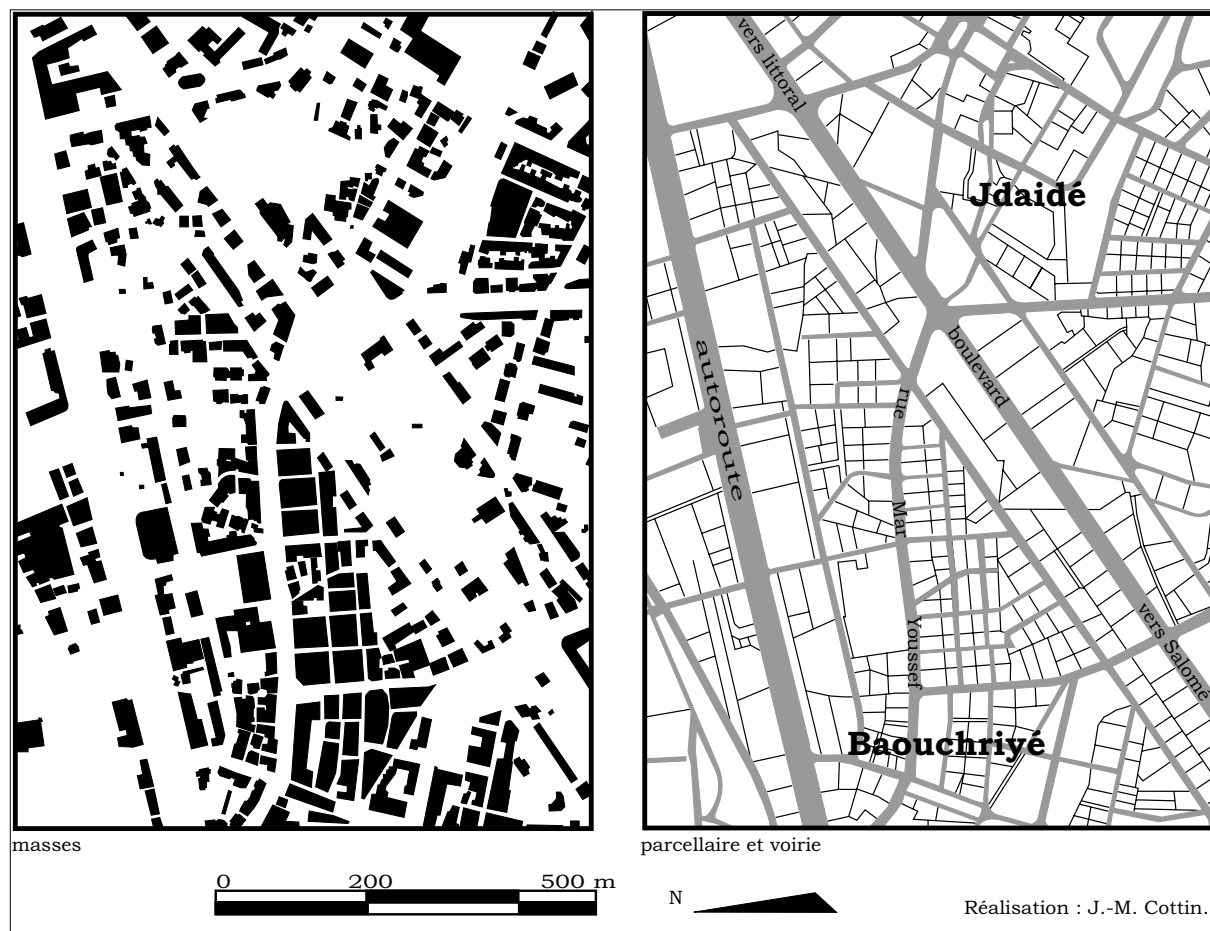 vers littoral
Jdaidé
autoroute
boulevard
rue
Mar
Youssef
vers Salomé
Baouchriyé
masses
parcellaire et voirie
0 200 500 m
N
Réalisation : J.-M. Cottin.